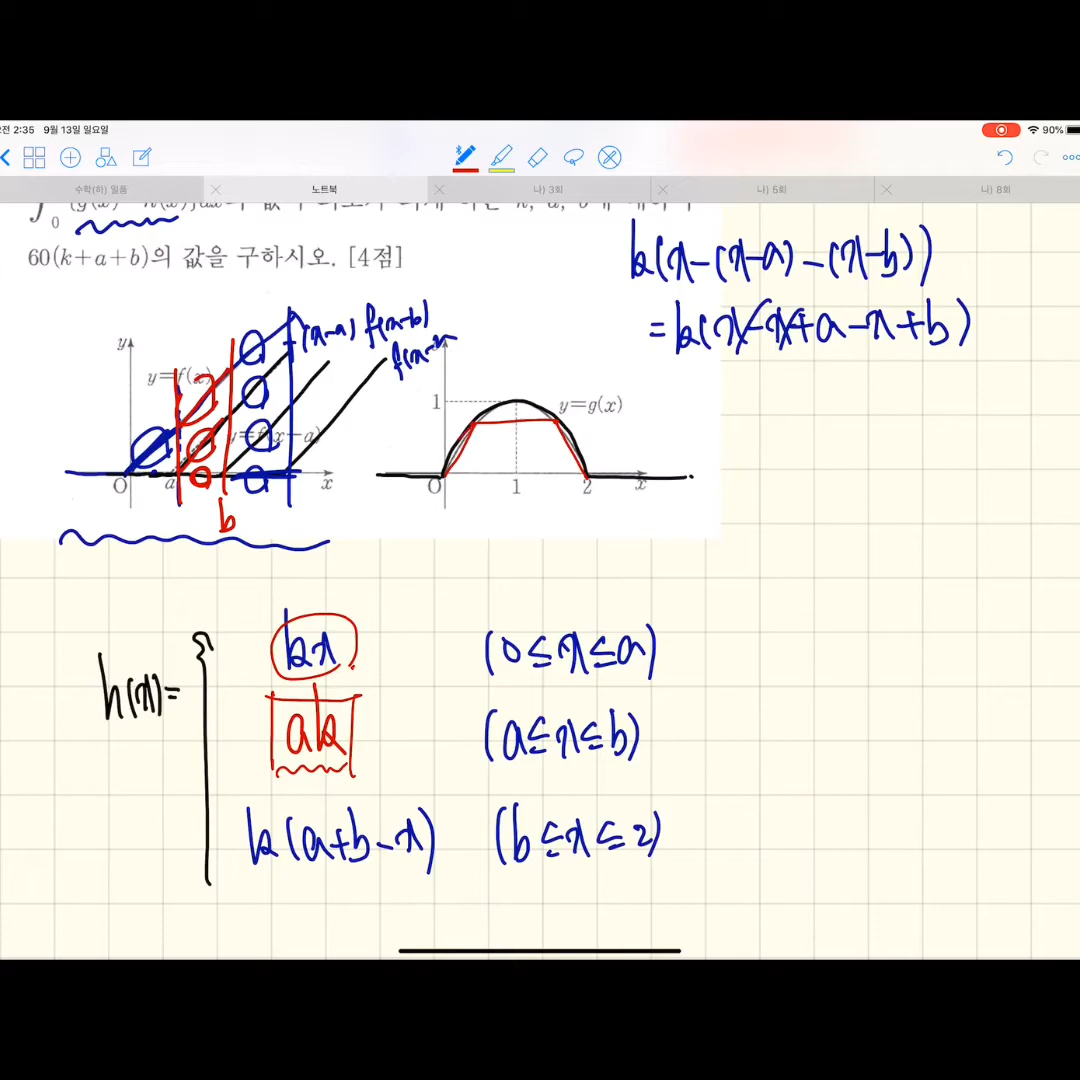 오전 2:35 9월 13일 일요일
90%
수학(하) 일품
노트북
나) 3회
나) 5회
나) 8회
60(k+a+b)의 값을 구하시오. [4점]
k(x-(x-a)-(x-b))
=k(x-x+a-x+b)
y
y=f(x)
(x-a) f(x-b)
y=f(x-a)
O
a
x
b
1
y=g(x)
O
1
2
x
h(x)=
kx (0≤x≤a)
ak (a≤x≤b)
k(a+b-x) (b≤x≤2)